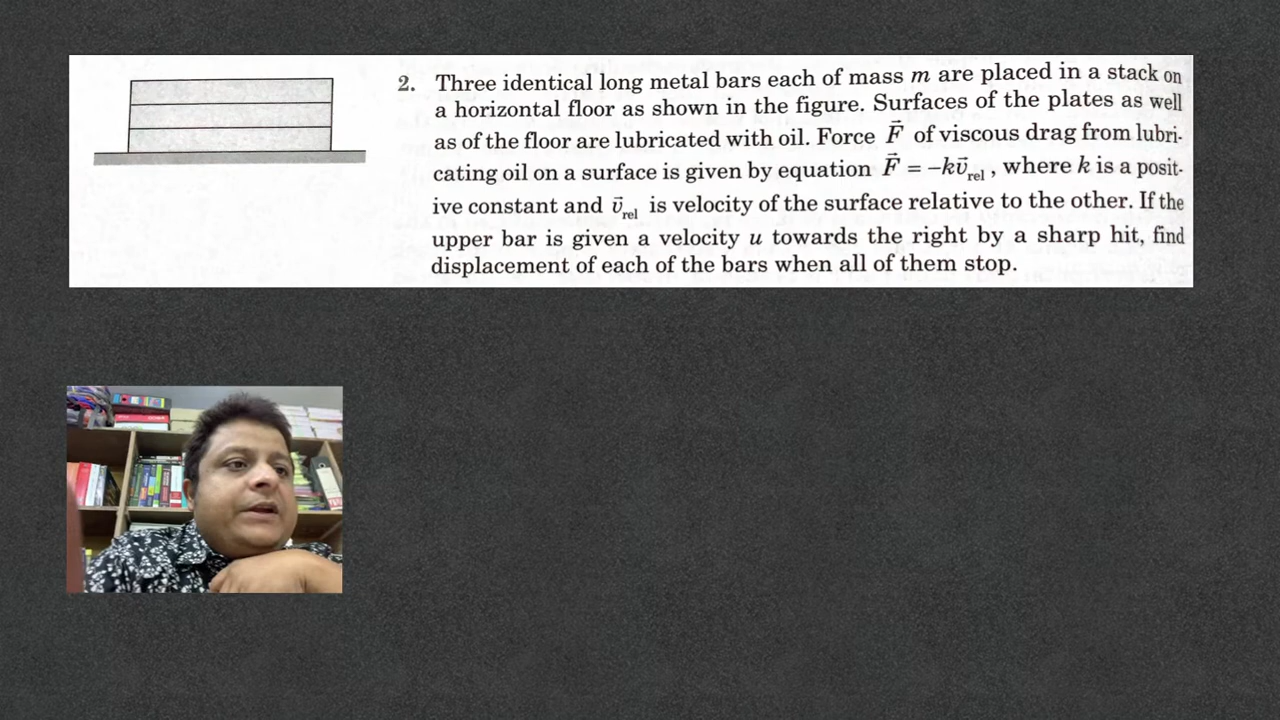 2. Three identical long metal bars each of mass m are placed in a stack on
a horizontal floor as shown in the figure. Surfaces of the plates as well
as of the floor are lubricated with oil. Force F⃗ of viscous drag from lubri-
cating oil on a surface is given by equation F⃗ = −kv⃗rel , where k is a posit-
ive constant and v⃗rel is velocity of the surface relative to the other. If the
upper bar is given a velocity u towards the right by a sharp hit, find
displacement of each of the bars when all of them stop.